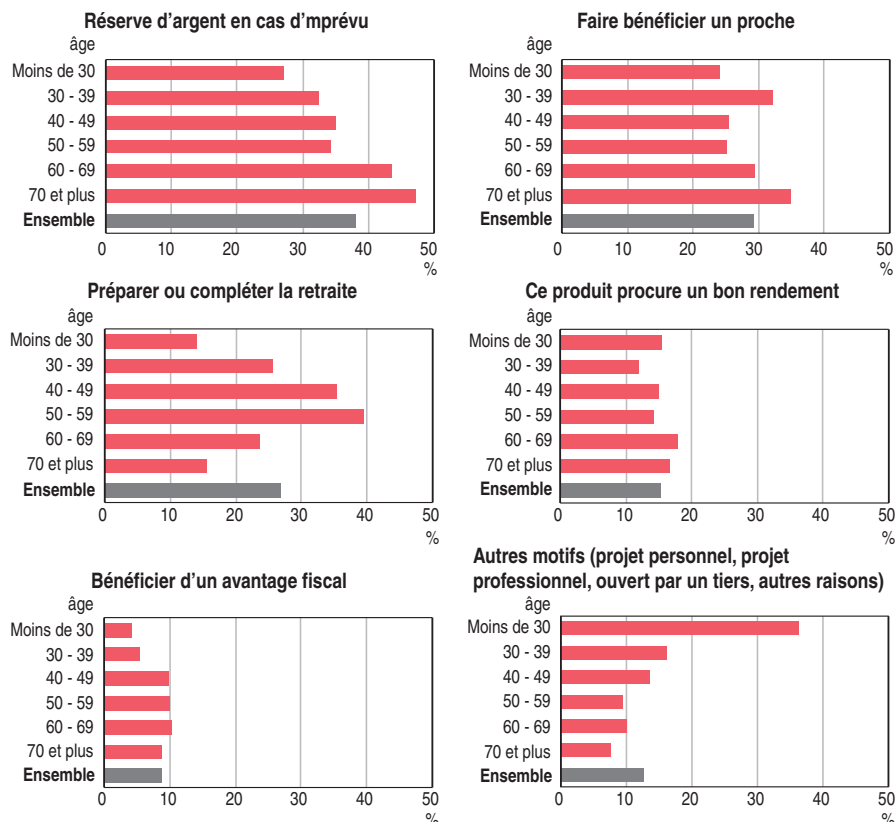 Réserve d'argent en cas d'mprévu
âge
Moins de 30
30 - 39
40 - 49
50 - 59
60 - 69
70 et plus
Ensemble
0 10 20 30 40 50
%
Faire bénéficier un proche
âge
Moins de 30
30 - 39
40 - 49
50 - 59
60 - 69
70 et plus
Ensemble
0 10 20 30 40 50
%
Préparer ou compléter la retraite
âge
Moins de 30
30 - 39
40 - 49
50 - 59
60 - 69
70 et plus
Ensemble
0 10 20 30 40 50
%
Ce produit procure un bon rendement
âge
Moins de 30
30 - 39
40 - 49
50 - 59
60 - 69
70 et plus
Ensemble
0 10 20 30 40 50
%
Bénéficier d'un avantage fiscal
âge
Moins de 30
30 - 39
40 - 49
50 - 59
60 - 69
70 et plus
Ensemble
0 10 20 30 40 50
%
Autres motifs (projet personnel, projet
professionnel, ouvert par un tiers, autres raisons)
âge
Moins de 30
30 - 39
40 - 49
50 - 59
60 - 69
70 et plus
Ensemble
0 10 20 30 40 50
%